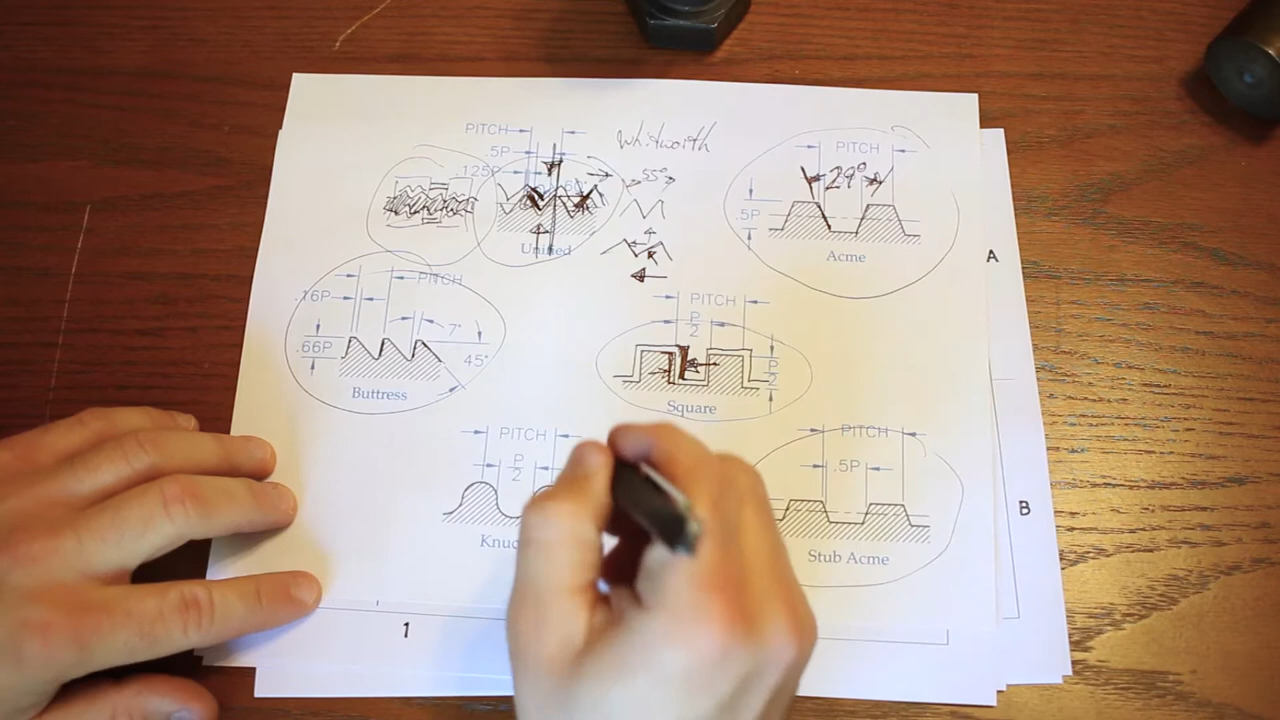 PITCH
.5P
.125P
60°
Unified
Whitworth
55°
PITCH
29°
.5P
Acme
A
PITCH
.16P
7°
.66P
45°
Buttress
PITCH
P
2
P
2
Square
PITCH
P
2
PITCH
.5P
Stub Acme
B
1